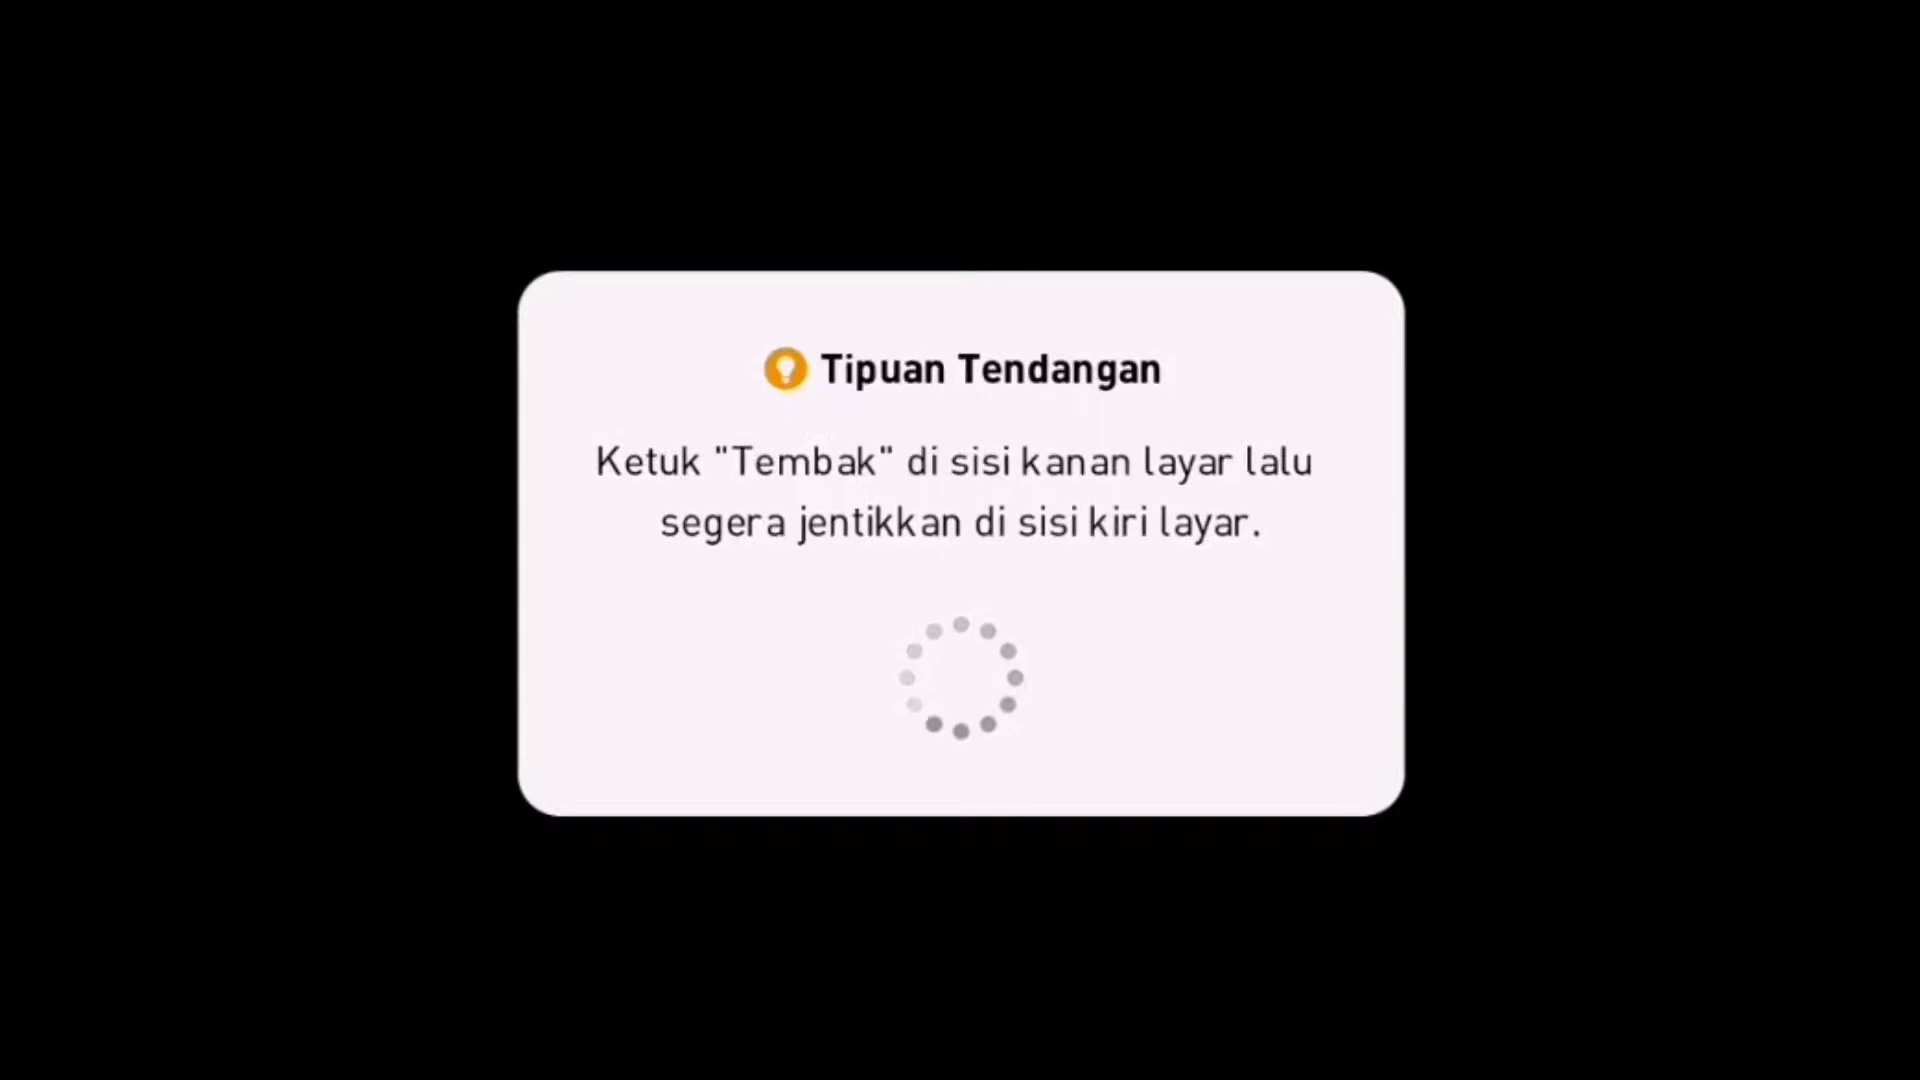 Tipuan Tendangan
Ketuk "Tembak" di sisi kanan layar lalu
segera jentikkan di sisi kiri layar.